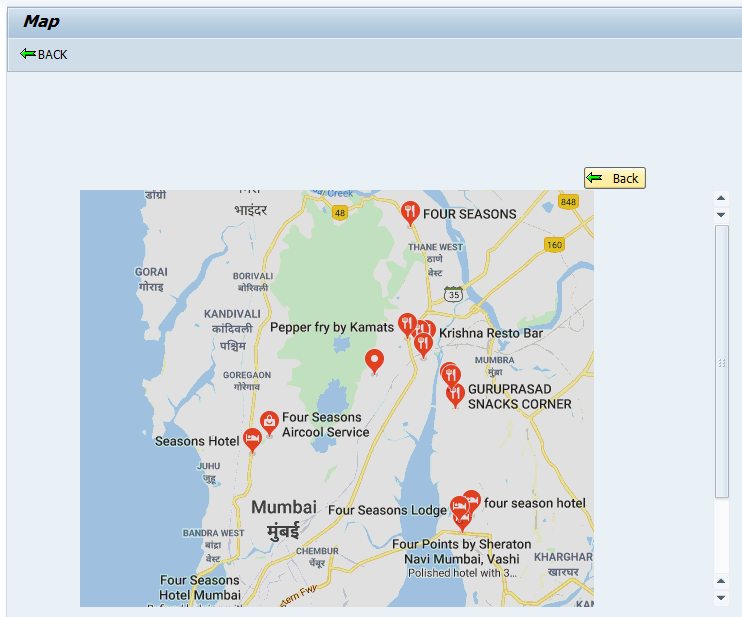 Map
BACK
Back
डोंग्री
Creek
48
848
भाइंदर
FOUR SEASONS
THANE WEST
ठाणे
वेस्ट
160
GORAI
गोराइ
BORIVALI
बोरिवली
35
KANDIVALI
कांदिवली
पश्चिम
Pepper fry by Kamats
Krishna Resto Bar
MUMBRA
मुंब्रा
GOREGAON
गोरेगाव
GURUPRASAD
SNACKS CORNER
Four Seasons
Aircool Service
Seasons Hotel
JUHU
जुहू
Mumbai
मुंबई
Four Seasons Lodge
four season hotel
BANDRA WEST
बांद्रा
वेस्ट
CHEMBUR
चेंबूर
Four Points by Sheraton
Navi Mumbai, Vashi
Polished hotel with 3...
KHARGHAR
खारघर
Four Seasons
Hotel Mumbai
stern Fwy